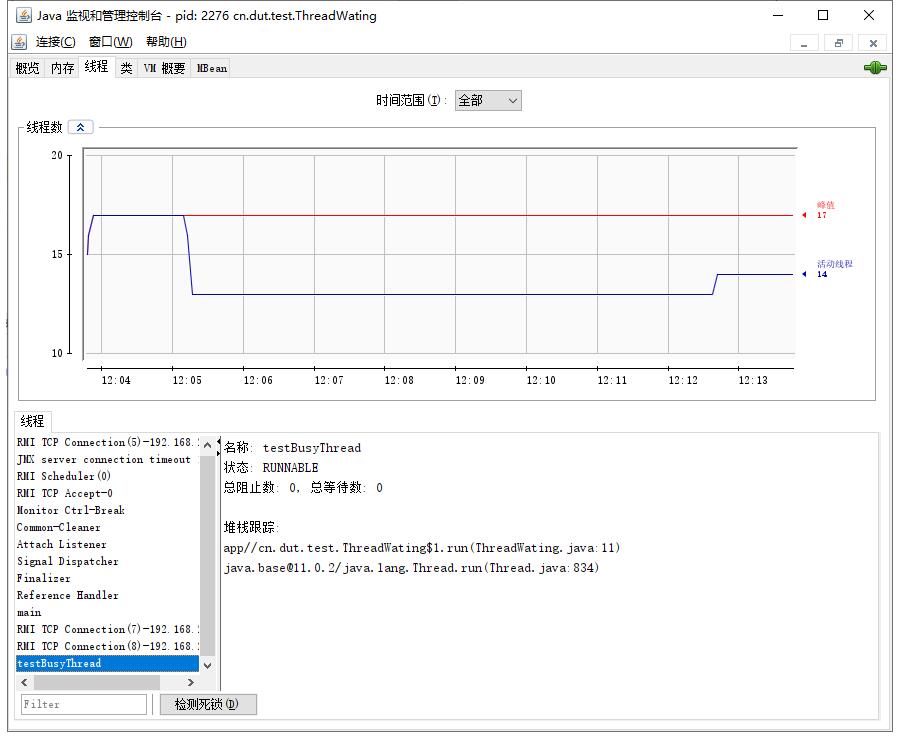 Java 监视和管理控制台 - pid: 2276 cn.dut.test.ThreadWating
连接(C) 窗口(W) 帮助(H)
概览 内存 线程 类 VM 概要 MBean
时间范围(T): 全部
线程数
20
15
10
峰值
17
活动线程
14
12:04 12:05 12:06 12:07 12:08 12:09 12:10 12:11 12:12 12:13
线程
RMI TCP Connection(5)-192.168.
JMX server connection timeout
RMI Scheduler(0)
RMI TCP Accept-0
Monitor Ctrl-Break
Common-Cleaner
Attach Listener
Signal Dispatcher
Finalizer
Reference Handler
main
RMI TCP Connection(7)-192.168.
RMI TCP Connection(8)-192.168.
testBusyThread
名称: testBusyThread
状态: RUNNABLE
总阻止数: 0, 总等待数: 0
堆栈跟踪:
app//cn.dut.test.ThreadWating$1.run(ThreadWating.java:11)
java.base@11.0.2/java.lang.Thread.run(Thread.java:834)
Filter
检测死锁(D)